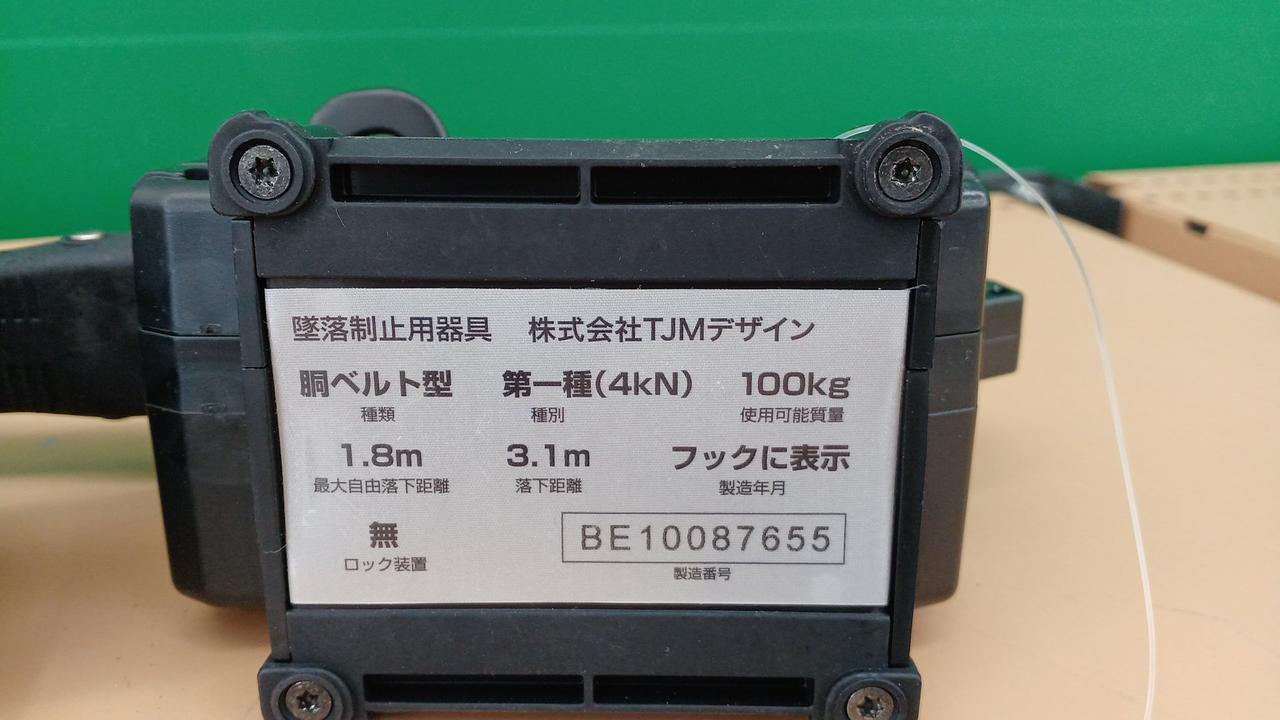 墜落制止用器具 株式会社TJMデザイン
胴ベルト型 第一種(4kN) 100kg
種類 種別 使用可能質量
1.8m 3.1m フックに表示
最大自由落下距離 落下距離 製造年月
無 BE10087655
ロック装置 製造番号